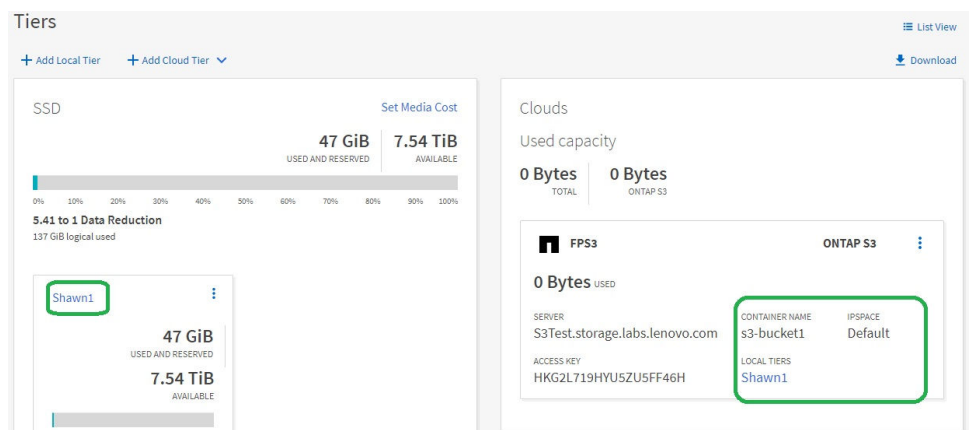 Tiers
List View
Add Local Tier Add Cloud Tier
Download
SSD
Set Media Cost
47 GiB
USED AND RESERVED
7.54 TiB
AVAILABLE
0% 10% 20% 30% 40% 50% 60% 70% 80% 90% 100%
5.41 to 1 Data Reduction
137 GiB logical used
Shawn1
47 GiB
USED AND RESERVED
7.54 TiB
AVAILABLE
Clouds
Used capacity
0 Bytes
TOTAL
0 Bytes
ONTAP S3
FPS3
ONTAP S3
0 Bytes USED
SERVER
S3Test.storage.labs.lenovo.com
CONTAINER NAME
s3-bucket1
IPSPACE
Default
ACCESS KEY
HKG2L719HYU5ZU5FF46H
LOCAL TIERS
Shawn1